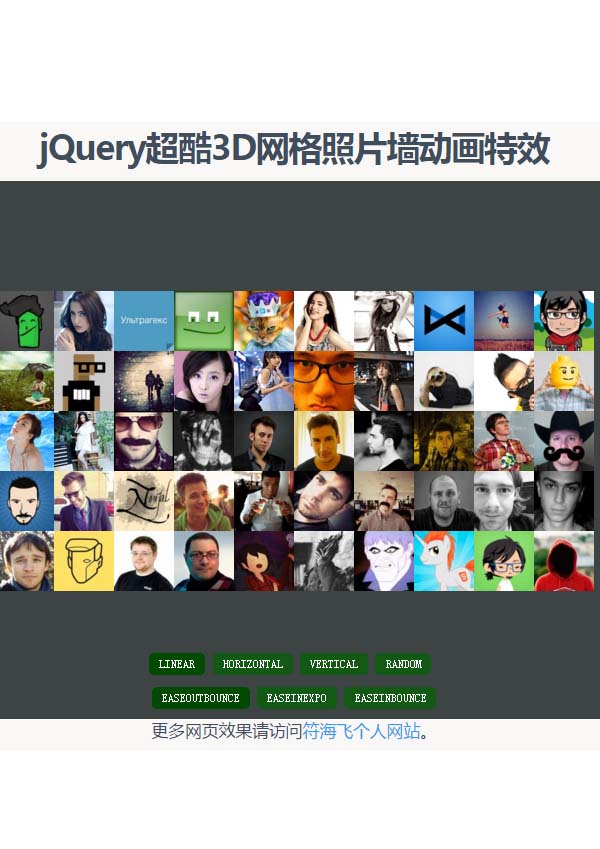 jQuery超酷3D网格照片墙动画特效
Ультрагекс
LINEAR HORIZONTAL VERTICAL RANDOM
EASEOUTBOUNCE EASEINEXPO EASEINBOUNCE
更多网页效果请访问符海飞个人网站。